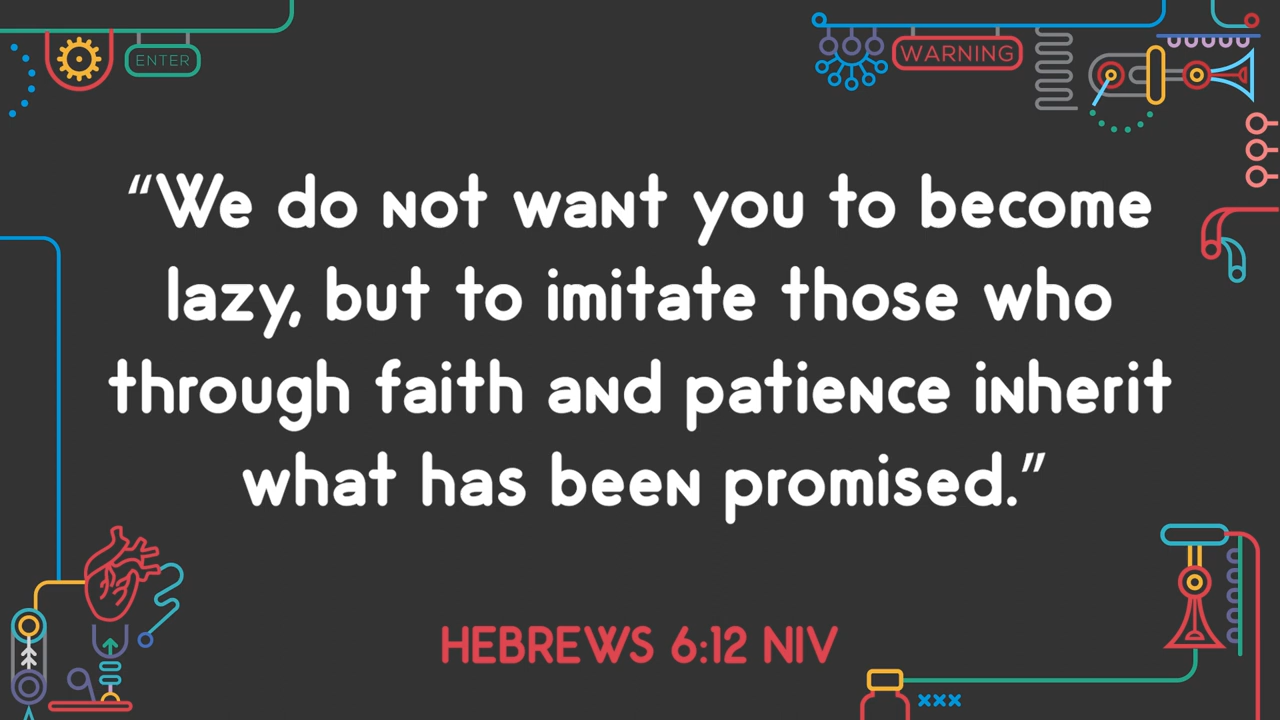 ENTER
WARNING
“We do not want you to become
lazy, but to imitate those who
through faith and patience inherit
what has been promised.”
HEBREWS 6:12 NIV
xxx